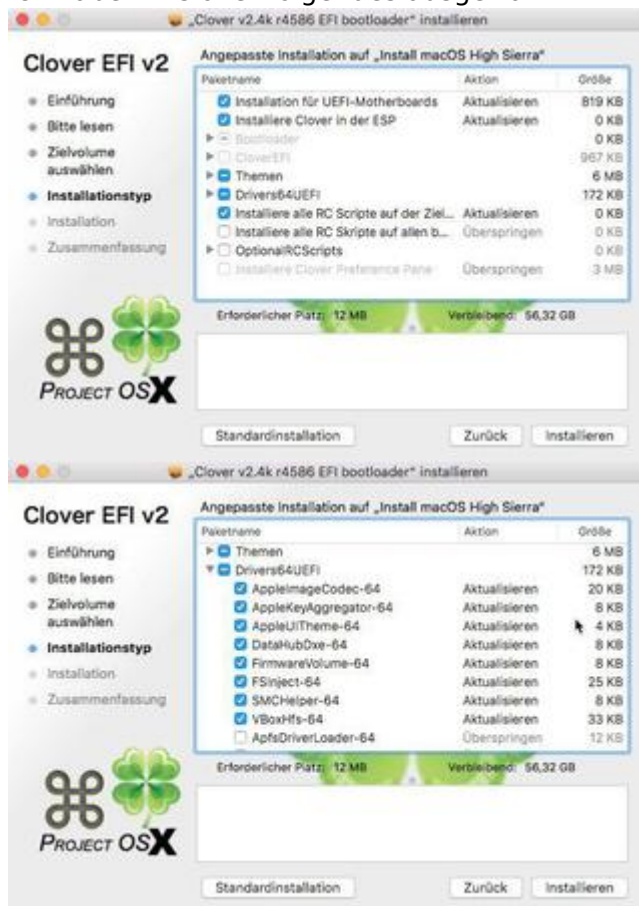 „Clover v2.4k r4586 EFI bootloader“ installieren
Clover EFI v2
Angepasste Installation auf „Install macOS High Sierra“
Paketname Aktion Größe
Installation für UEFI-Motherboards Aktualisieren 819 KB
Installiere Clover in der ESP Aktualisieren 0 KB
Bootloader 0 KB
CloverEFI 967 KB
Themen 6 MB
Drivers64UEFI 172 KB
Installiere alle RC Scripte auf der Ziel... Aktualisieren 0 KB
Installiere alle RC Skripte auf allen b... Überspringen 0 KB
OptionalRCScripts 0 KB
Installiere Clover Preference Pane Überspringen 3 MB
Einführung
Bitte lesen
Zielvolume
auswählen
Installationstyp
Installation
Zusammenfassung
Erforderlicher Platz: 12 MB Verbleibend: 56,32 GB
PROJECT OSX
Standardinstallation Zurück Installieren
„Clover v2.4k r4586 EFI bootloader“ installieren
Clover EFI v2
Angepasste Installation auf „Install macOS High Sierra“
Paketname Aktion Größe
Themen 6 MB
Drivers64UEFI 172 KB
AppleImageCodec-64 Aktualisieren 20 KB
AppleKeyAggregator-64 Aktualisieren 8 KB
AppleUITheme-64 Aktualisieren 4 KB
DataHubDxe-64 Aktualisieren 8 KB
FirmwareVolume-64 Aktualisieren 8 KB
FSInject-64 Aktualisieren 25 KB
SMCHelper-64 Aktualisieren 8 KB
VBoxHfs-64 Aktualisieren 33 KB
ApfsDriverLoader-64 Überspringen 12 KB
Einführung
Bitte lesen
Zielvolume
auswählen
Installationstyp
Installation
Zusammenfassung
Erforderlicher Platz: 12 MB Verbleibend: 56,32 GB
PROJECT OSX
Standardinstallation Zurück Installieren